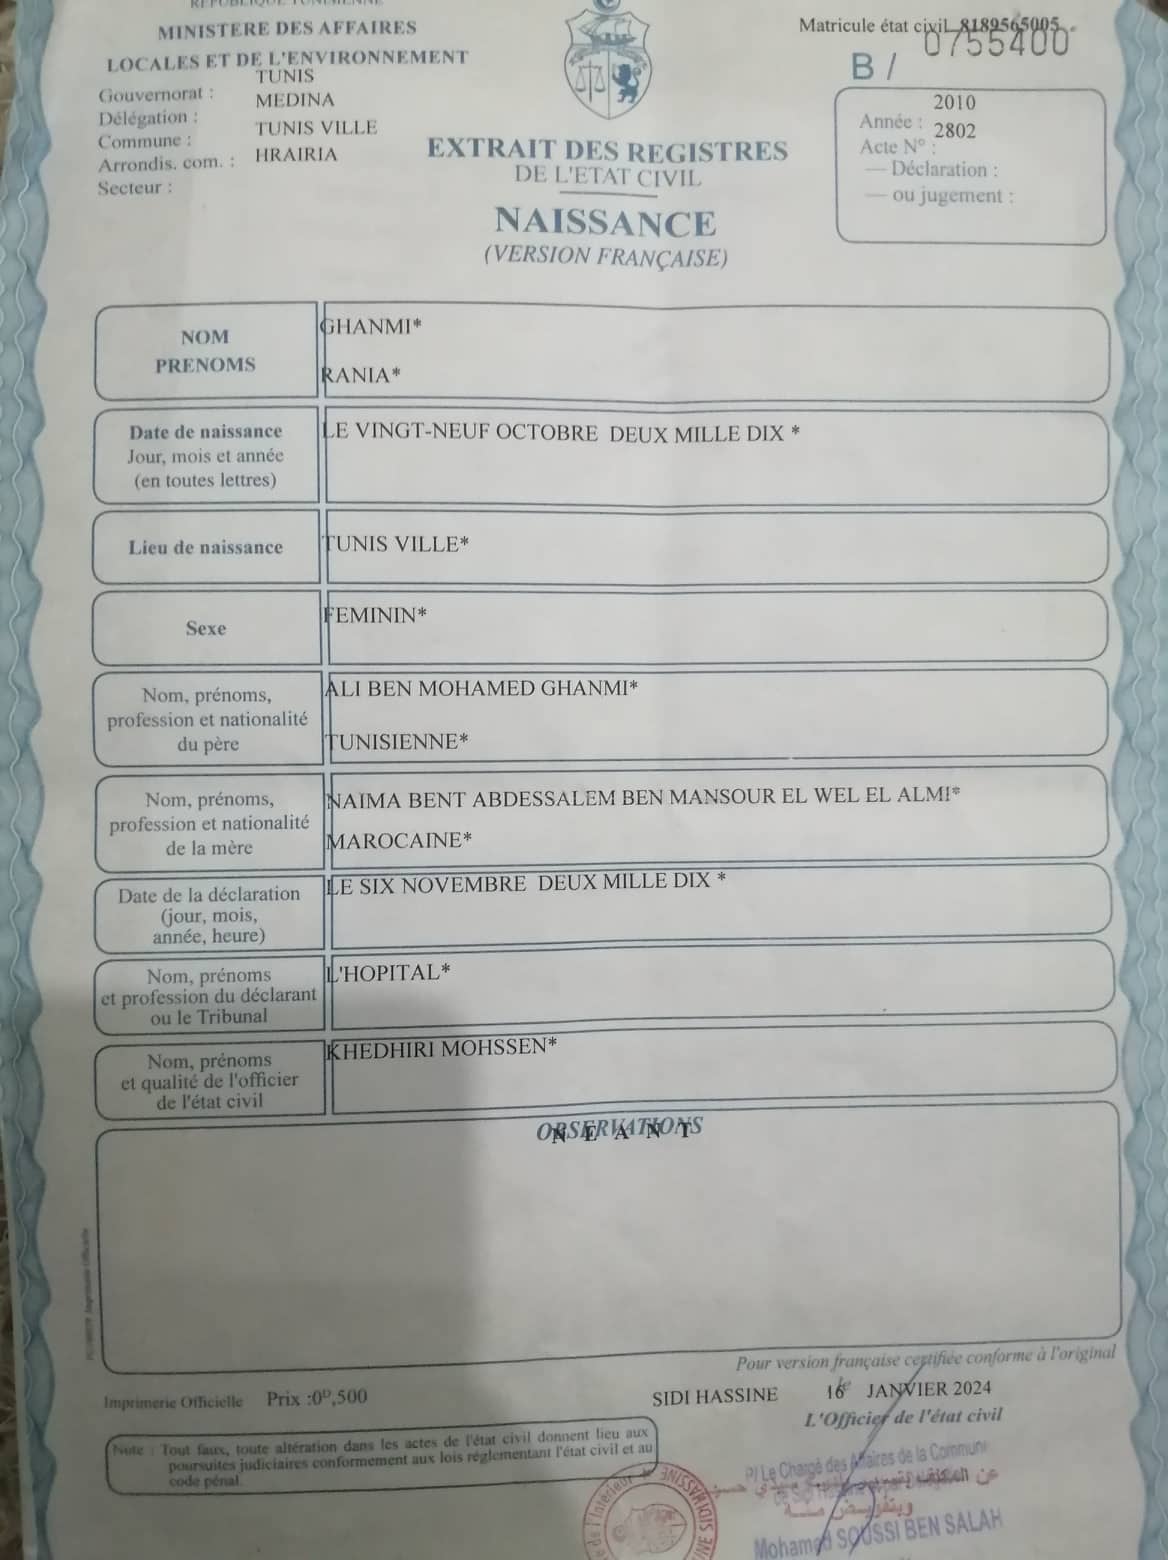 REPUBLIQUE TUNISIENNE
MINISTERE DES AFFAIRES
LOCALES ET DE L'ENVIRONNEMENT
Gouvernorat : TUNIS
Délégation : MEDINA
Commune : TUNIS VILLE
Arrondis. com. : HRAIRIA
Secteur :
Matricule état civil 8189565005
B / 0755400
Année : 2010
Acte N° : 2802
— Déclaration :
— ou jugement :
EXTRAIT DES REGISTRES
DE L'ETAT CIVIL
NAISSANCE
(VERSION FRANÇAISE)
NOM
PRENOMS
GHANMI*
RANIA*
Date de naissance
Jour, mois et année
(en toutes lettres)
LE VINGT-NEUF OCTOBRE DEUX MILLE DIX *
Lieu de naissance
TUNIS VILLE*
Sexe
FEMININ*
Nom, prénoms,
profession et nationalité
du père
ALI BEN MOHAMED GHANMI*
TUNISIENNE*
Nom, prénoms,
profession et nationalité
de la mère
NAIMA BENT ABDESSALEM BEN MANSOUR EL WEL EL ALMI*
MAROCAINE*
Date de la déclaration
(jour, mois,
année, heure)
LE SIX NOVEMBRE DEUX MILLE DIX *
Nom, prénoms
et profession du déclarant
ou le Tribunal
L'HOPITAL*
Nom, prénoms
et qualité de l'officier
de l'état civil
KHEDHIRI MOHSSEN*
OBSERVATIONS
N E A N T
Pour version française certifiée conforme à l'original
Imprimerie Officielle Prix :0ᴰ,500
SIDI HASSINE le 16 JANVIER 2024
L'Officier de l'état civil
Note : Tout faux, toute altération dans les actes de l'état civil donnent lieu aux
poursuites judiciaires conformement aux lois réglementant l'état civil et au
code pénal.
P/ Le Chargé des Affaires de la Commune
Mohamed SOUSSI BEN SALAH